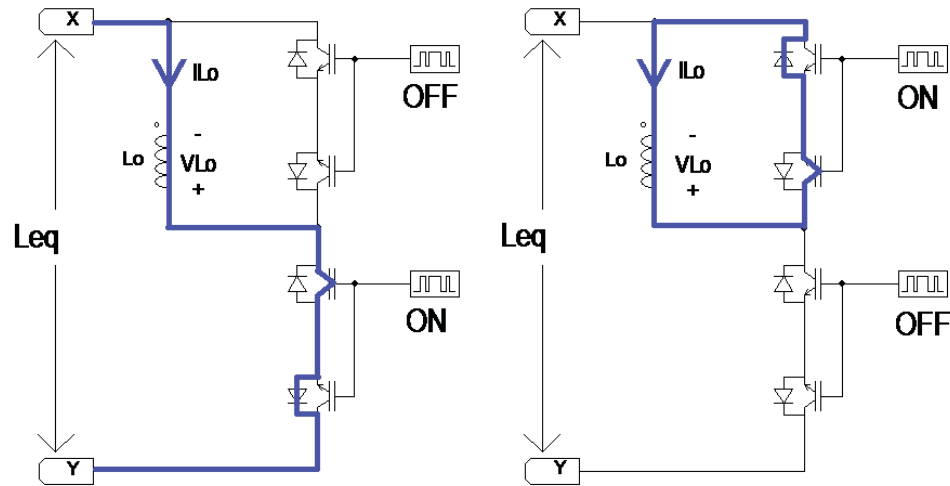 X
ILo
OFF
Lo
-
VLo
+
Leq
ON
Y
X
ILo
ON
Lo
-
VLo
+
Leq
OFF
Y